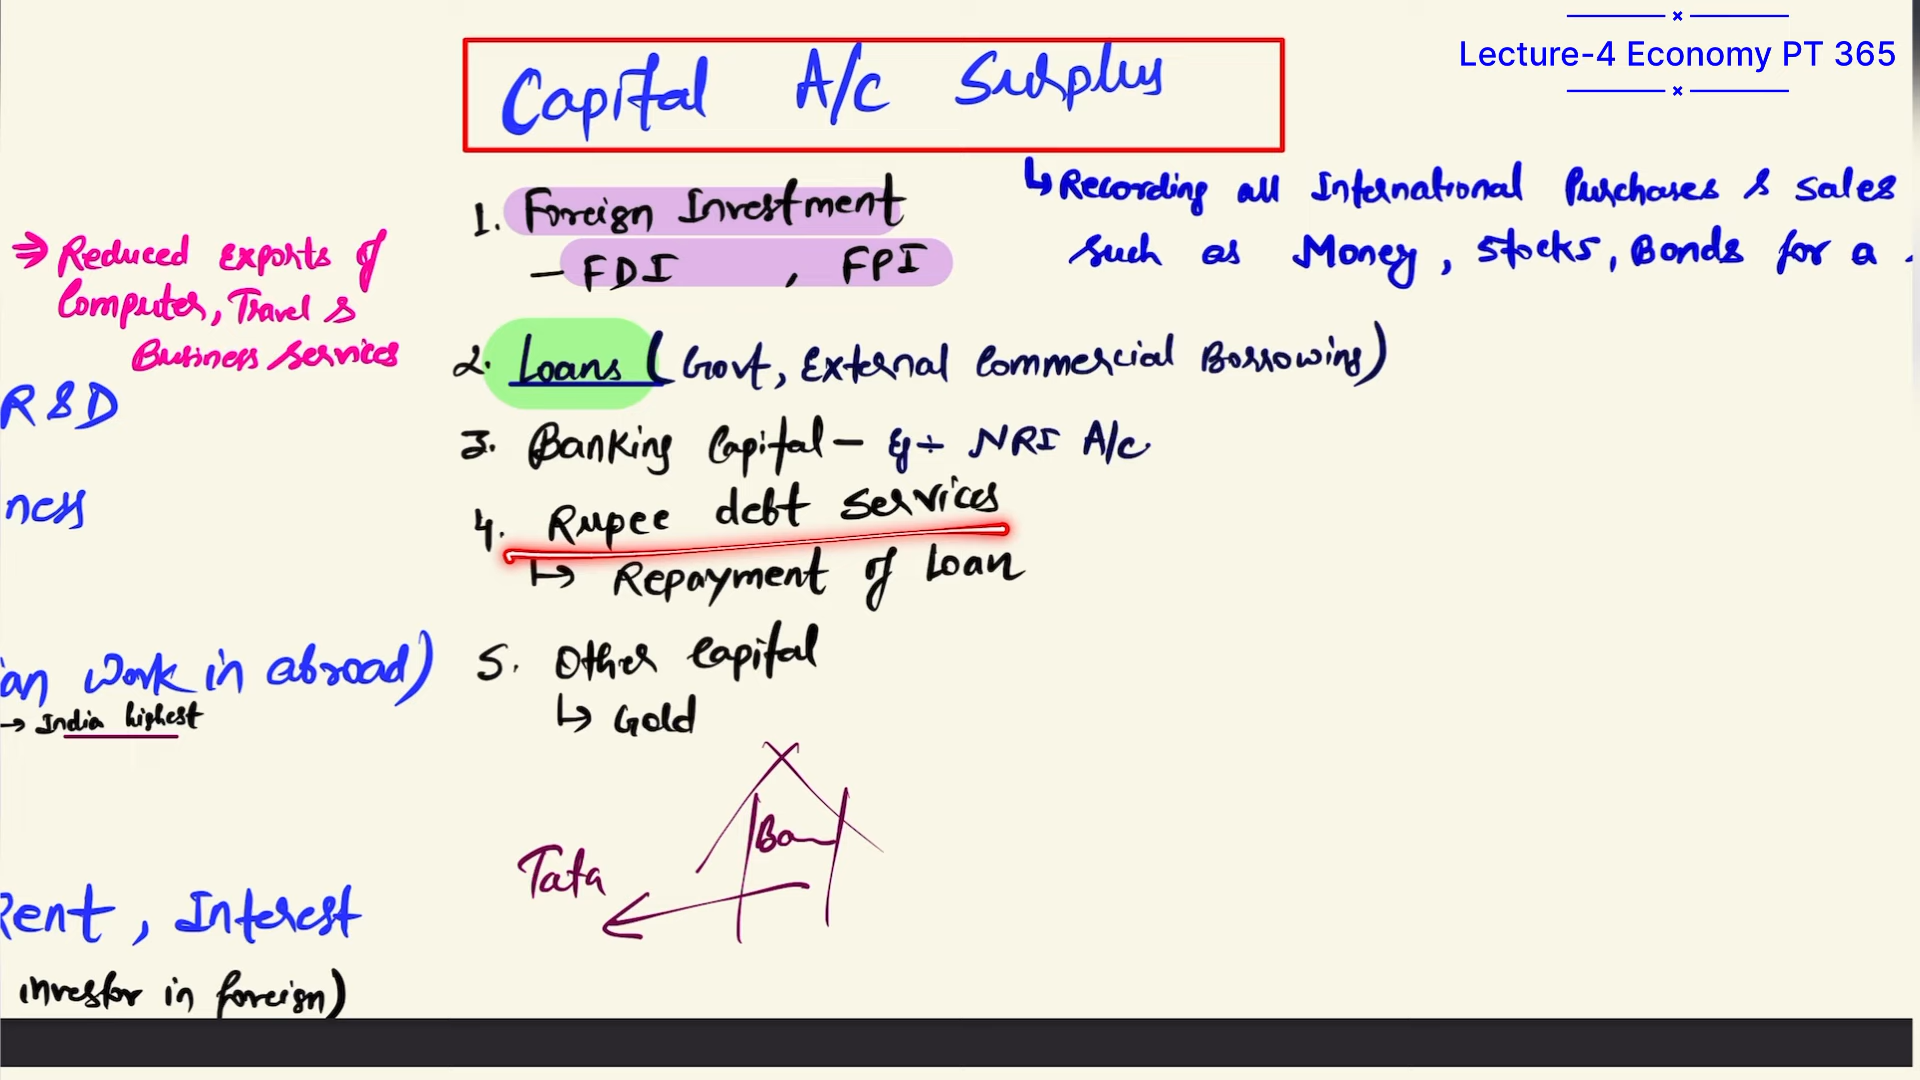 Lecture-4 Economy PT 365
Capital A/c Surplus
1. Foreign Investment
– FDI , FPI
↳ Recording all International Purchases & Sales
such as Money, Stocks, Bonds for a
⇒ Reduced exports of
Computer, Travel &
Business Services
2. Loans (Govt, External Commercial Borrowing)
R&D
3. Banking Capital – Eg÷ NRI A/c
ness
4. Rupee debt services
↳ Repayment of Loan
5. Other Capital
↳ Gold
an work in abroad)
→ India highest
Tata
Rent, Interest
investor in foreign)